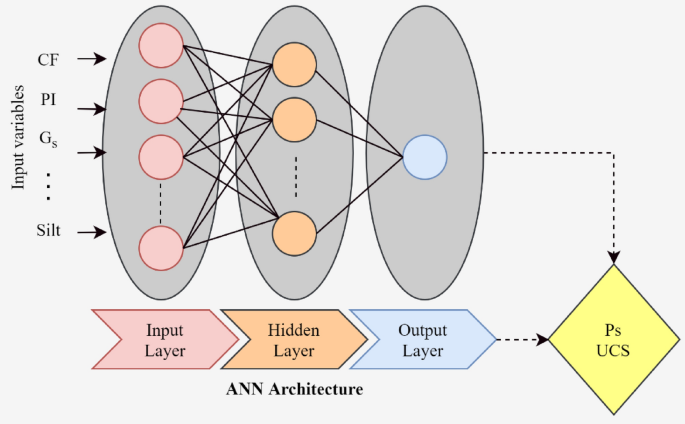 Input variables
CF
PI
Gs
Silt
Input
Layer
Hidden
Layer
Output
Layer
Ps
UCS
ANN Architecture